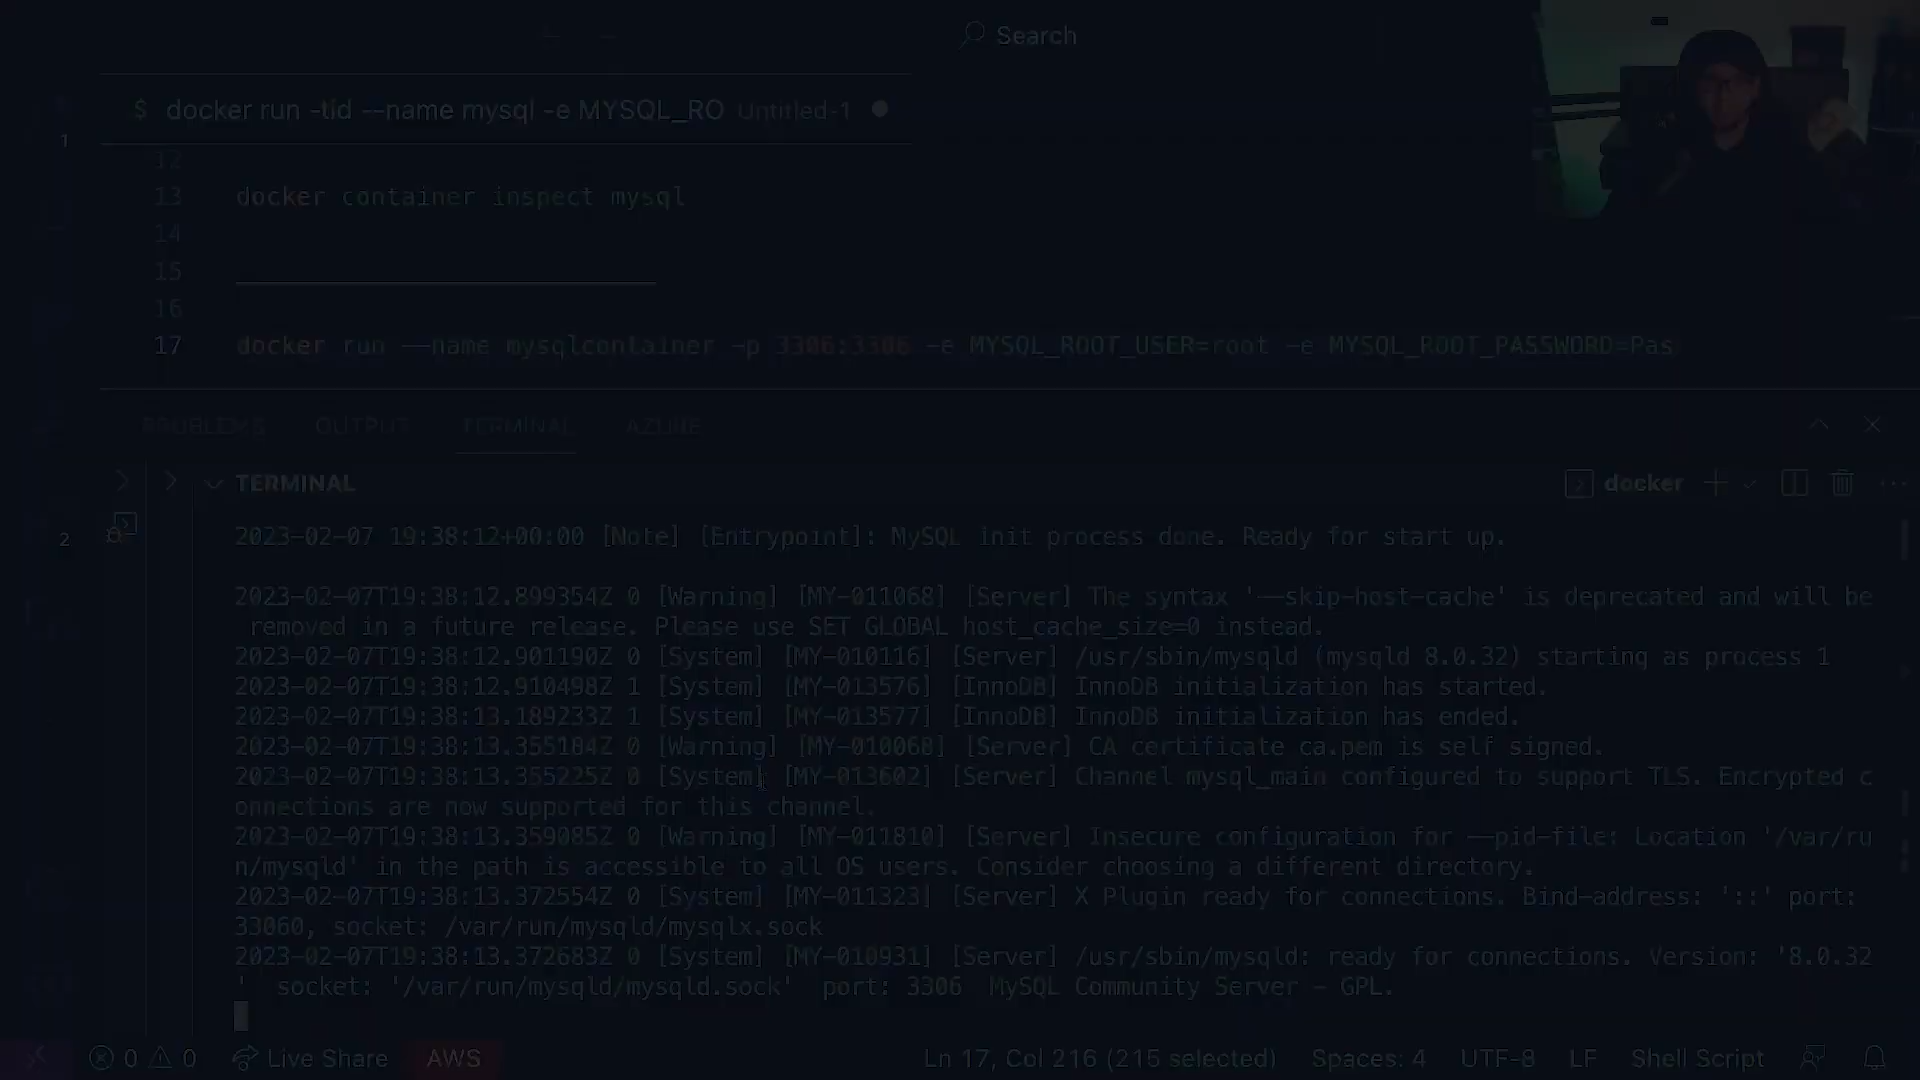 Search
$ docker run -tid --name mysql -e MYSQL_RO Untitled-1
1
12
13 docker container inspect mysql
14
15
16
17 docker run --name mysqlcontainer -p 3306:3306 -e MYSQL_ROOT_USER=root -e MYSQL_ROOT_PASSWORD=Pas
PROBLEMS OUTPUT TERMINAL AZURE
TERMINAL docker
2
2023-02-07 19:38:12+00:00 [Note] [Entrypoint]: MySQL init process done. Ready for start up.
2023-02-07T19:38:12.899354Z 0 [Warning] [MY-011068] [Server] The syntax '--skip-host-cache' is deprecated and will be
removed in a future release. Please use SET GLOBAL host_cache_size=0 instead.
2023-02-07T19:38:12.901190Z 0 [System] [MY-010116] [Server] /usr/sbin/mysqld (mysqld 8.0.32) starting as process 1
2023-02-07T19:38:12.910498Z 1 [System] [MY-013576] [InnoDB] InnoDB initialization has started.
2023-02-07T19:38:13.189233Z 1 [System] [MY-013577] [InnoDB] InnoDB initialization has ended.
2023-02-07T19:38:13.355184Z 0 [Warning] [MY-010068] [Server] CA certificate ca.pem is self signed.
2023-02-07T19:38:13.355225Z 0 [System] [MY-013602] [Server] Channel mysql_main configured to support TLS. Encrypted c
onnections are now supported for this channel.
2023-02-07T19:38:13.359085Z 0 [Warning] [MY-011810] [Server] Insecure configuration for --pid-file: Location '/var/ru
n/mysqld' in the path is accessible to all OS users. Consider choosing a different directory.
2023-02-07T19:38:13.372554Z 0 [System] [MY-011323] [Server] X Plugin ready for connections. Bind-address: '::' port:
33060, socket: /var/run/mysqld/mysqlx.sock
2023-02-07T19:38:13.372683Z 0 [System] [MY-010931] [Server] /usr/sbin/mysqld: ready for connections. Version: '8.0.32
' socket: '/var/run/mysqld/mysqld.sock' port: 3306 MySQL Community Server - GPL.
0 0 Live Share AWS Ln 17, Col 216 (215 selected) Spaces: 4 UTF-8 LF Shell Script